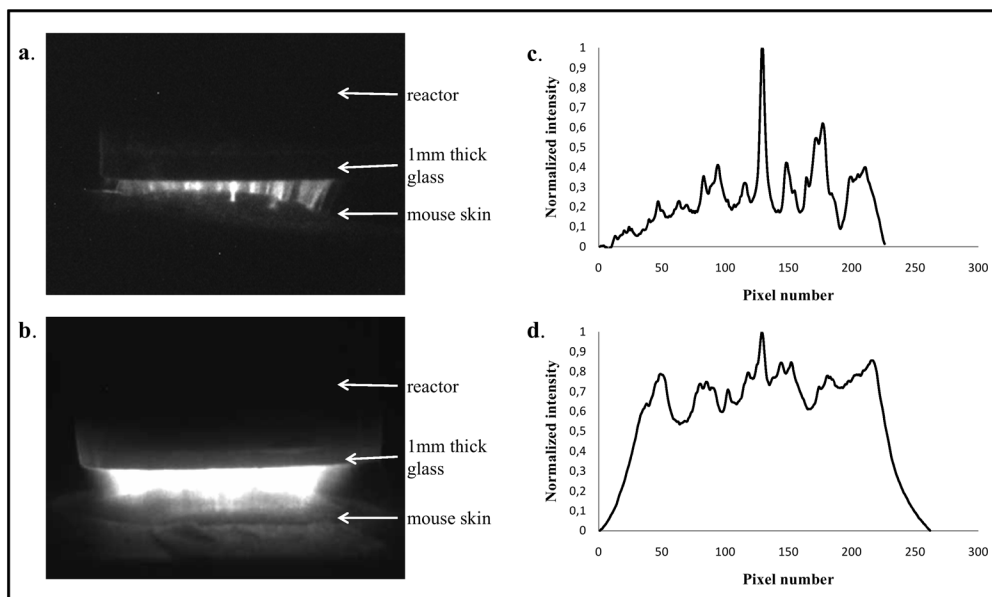 a.
reactor
1mm thick
glass
mouse skin
b.
reactor
1mm thick
glass
mouse skin
c.
Normalized intensity
1
0,9
0,8
0,7
0,6
0,5
0,4
0,3
0,2
0,1
0
0 50 100 150 200 250 300
Pixel number
d.
Normalized intensity
1
0,9
0,8
0,7
0,6
0,5
0,4
0,3
0,2
0,1
0
0 50 100 150 200 250 300
Pixel number